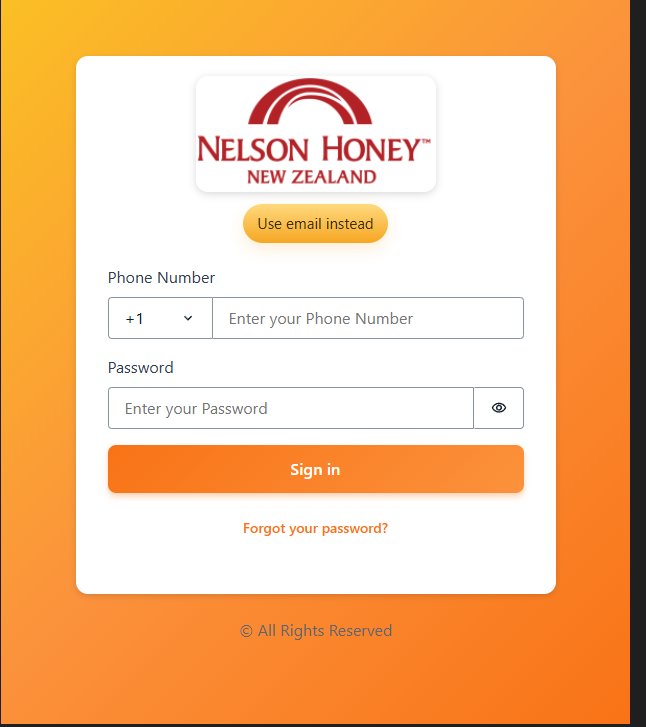 NELSON HONEY™
NEW ZEALAND
Use email instead
Phone Number
+1
Enter your Phone Number
Password
Enter your Password
Sign in
Forgot your password?
© All Rights Reserved